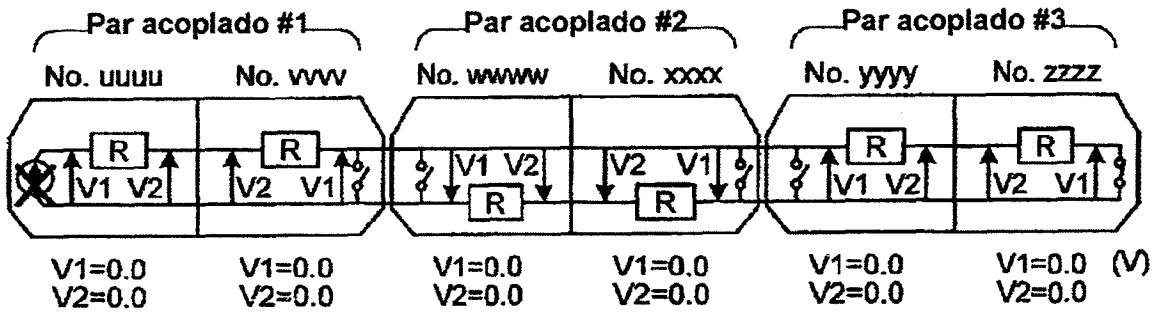 Par acoplado #1 Par acoplado #2 Par acoplado #3
No. uuuu No. vvvv No. wwww No. xxxx No. yyyy No. zzzz
R R R R
V1 V2 V2 V1 V1 V2 V2 V1 V1 V2 V2 V1
R R
V1=0.0 V1=0.0 V1=0.0 V1=0.0 V1=0.0 V1=0.0 (V)
V2=0.0 V2=0.0 V2=0.0 V2=0.0 V2=0.0 V2=0.0